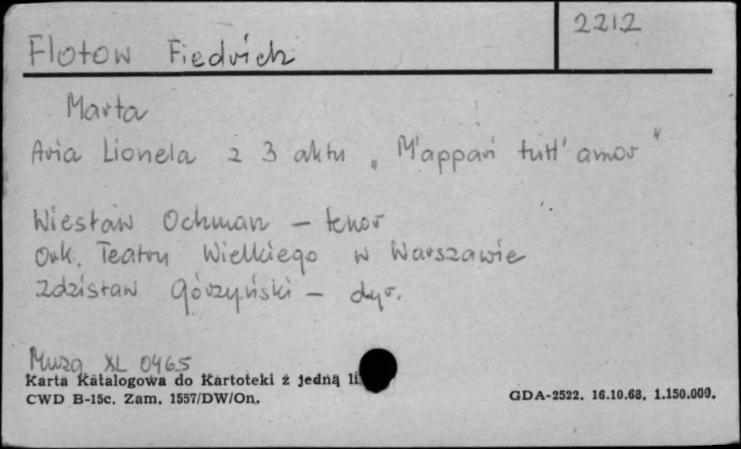 2212
Flotow Fiedrich
Marta
Aria Lionela z 3 aktu „M'appari tutt' amor"
Wiesław Ochman – tenor
Ork. Teatru Wielkiego w Warszawie
Zdzisław Górzyński – dyr.
Muza XL 0465
Karta Katalogowa do Kartoteki z jedną li
CWD B-15c. Zam. 1557/DW/On.
GDA-2522. 16.10.68. 1.150.000.